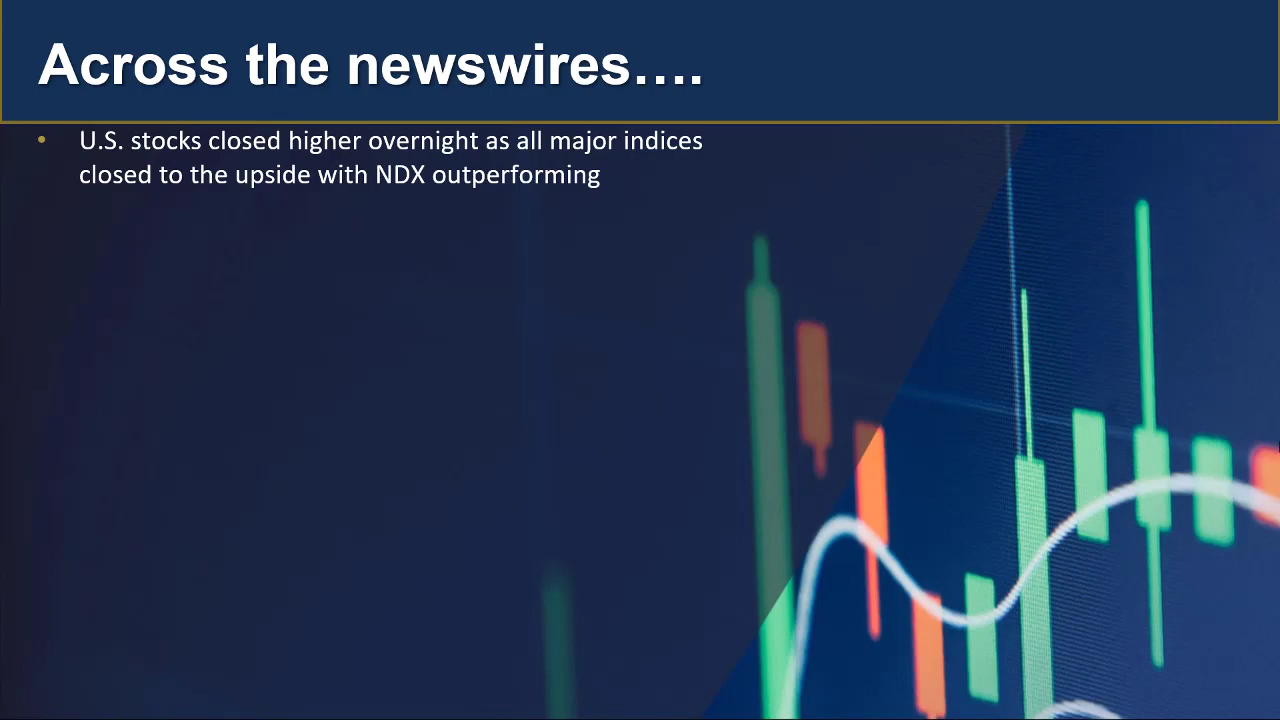 Across the newswires….
• U.S. stocks closed higher overnight as all major indices
closed to the upside with NDX outperforming